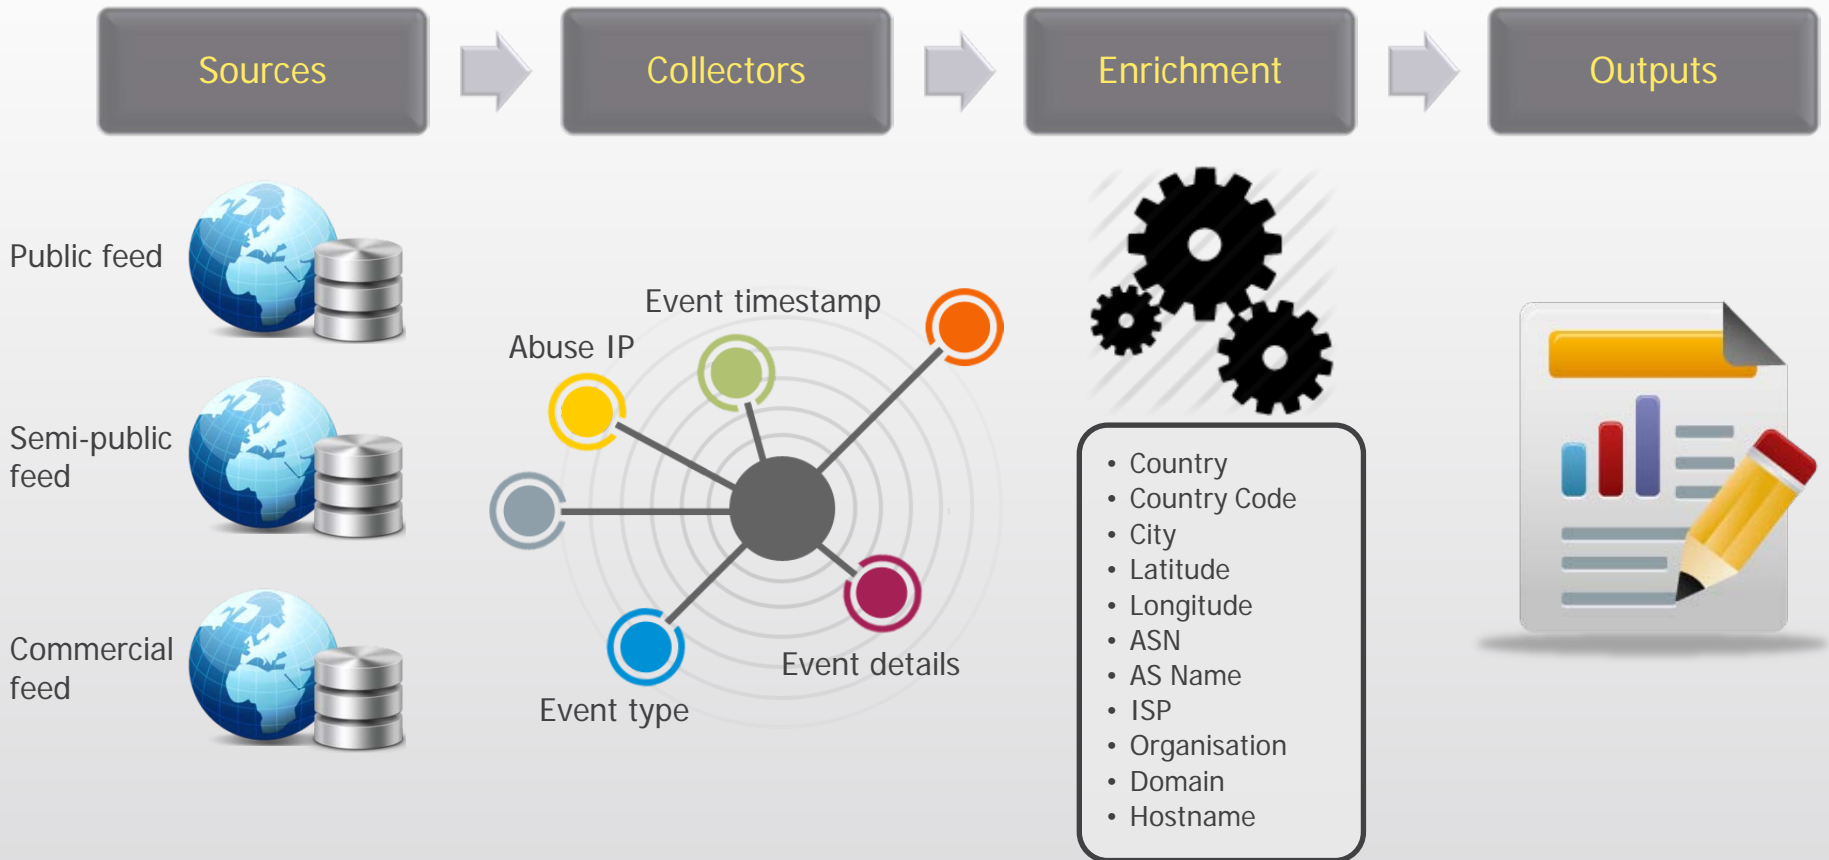 Sources
Collectors
Enrichment
Outputs
Public feed
Semi-public
feed
Commercial
feed
Event timestamp
Abuse IP
Event details
Event type
• Country
• Country Code
• City
• Latitude
• Longitude
• ASN
• AS Name
• ISP
• Organisation
• Domain
• Hostname